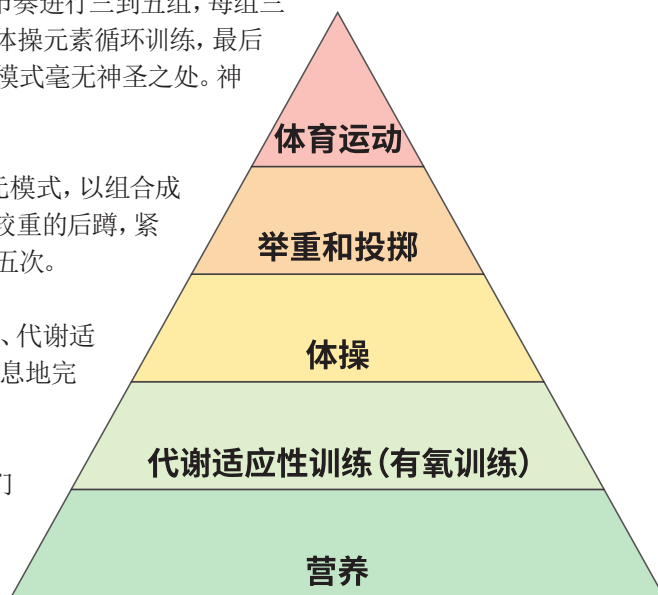 节奏进行三到五组，每组三
体操元素循环训练，最后
模式毫无神圣之处。神
元模式，以组合成
较重的后蹲，紧
五次。
、代谢适
息地完
们
体育运动
举重和投掷
体操
代谢适应性训练（有氧训练）
营养